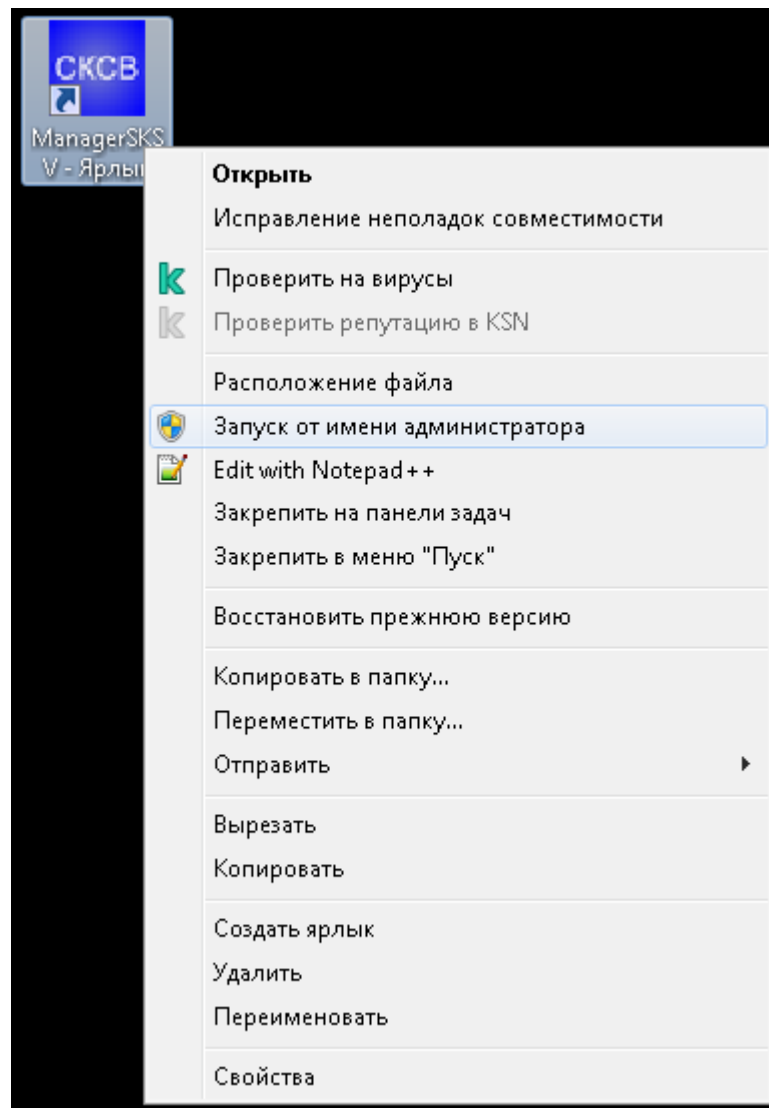 СКСВ
ManagerSKS
V - Ярлы
Открыть
Исправление неполадок совместимости
Проверить на вирусы
Проверить репутацию в KSN
Расположение файла
Запуск от имени администратора
Edit with Notepad++
Закрепить на панели задач
Закрепить в меню "Пуск"
Восстановить прежнюю версию
Копировать в папку...
Переместить в папку...
Отправить
Вырезать
Копировать
Создать ярлык
Удалить
Переименовать
Свойства